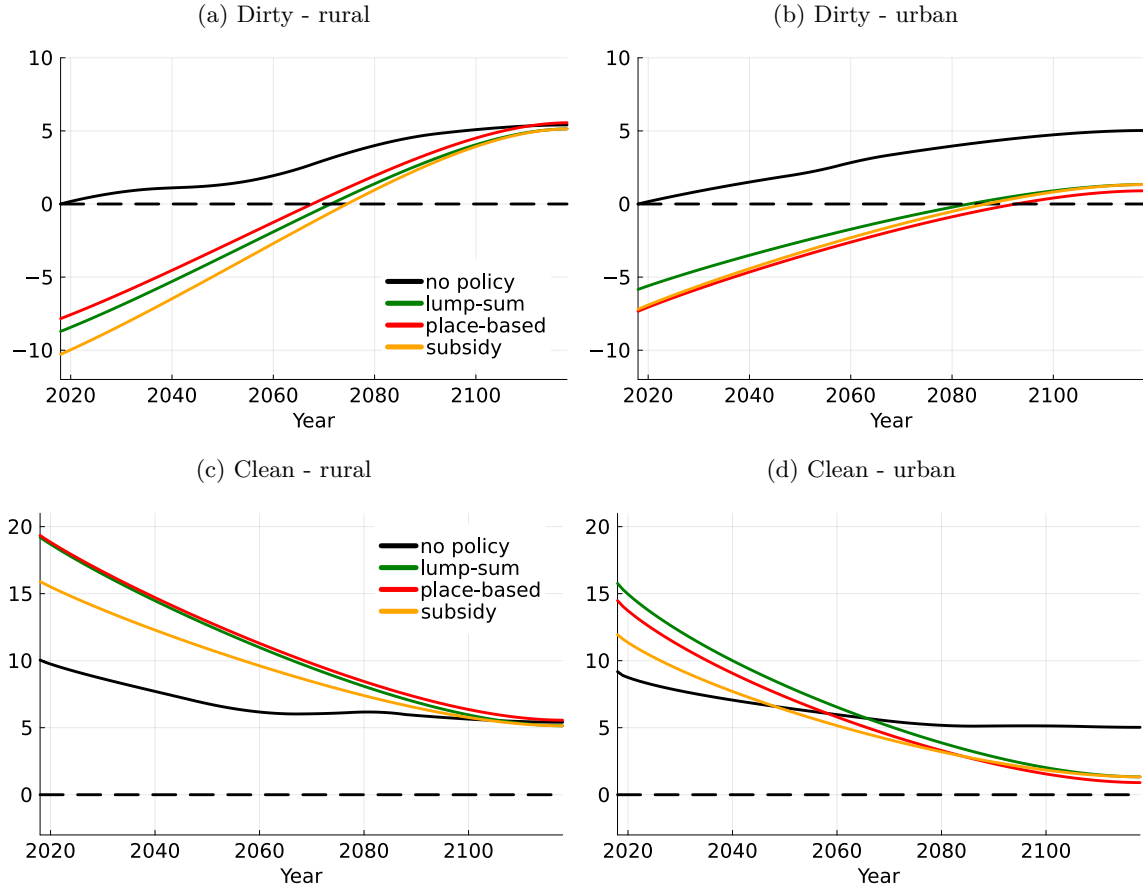 (a) Dirty - rural
10
5
0
−5
−10
no policy
lump-sum
place-based
subsidy
2020 2040 2060 2080 2100
Year
(b) Dirty - urban
10
5
0
−5
−10
2020 2040 2060 2080 2100
Year
(c) Clean - rural
20
15
10
5
0
no policy
lump-sum
place-based
subsidy
2020 2040 2060 2080 2100
Year
(d) Clean - urban
20
15
10
5
0
2020 2040 2060 2080 2100
Year